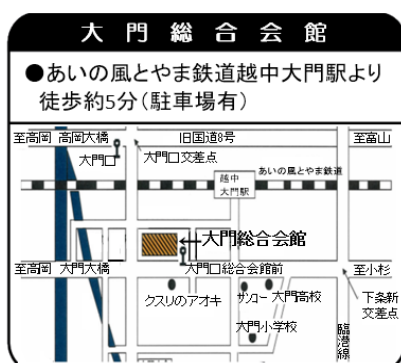 大門総合会館
●あいの風とやま鉄道越中大門駅より
徒歩約5分(駐車場有)
至高岡 高岡大橋 旧国道8号 至富山
大門口 大門口交差点
あいの風とやま鉄道
越中
大門駅
←大門総合会館
至高岡 大門大橋 大門口総合会館前 至小杉
クスリのアオキ サンコー 大門高校 下条新
交差点
大門小学校
臨港線